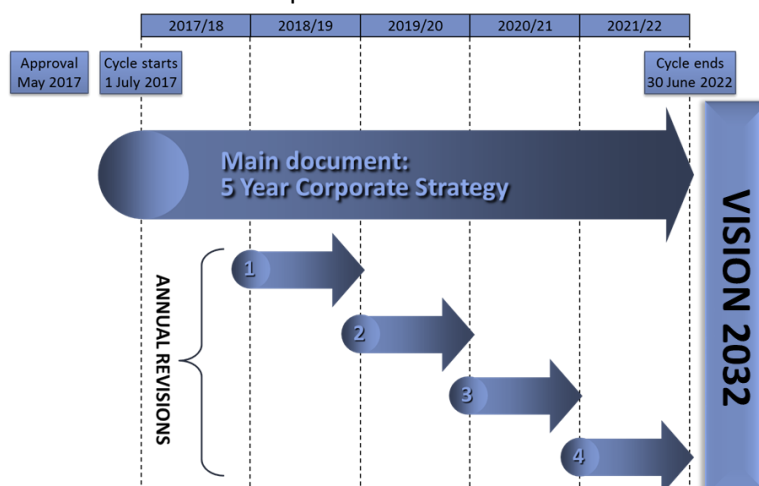 2017/18
2018/19
2019/20
2020/21
2021/22
Approval
May 2017
Cycle starts
1 July 2017
Cycle ends
30 June 2022
Main document:
5 Year Corporate Strategy
VISION 2032
ANNUAL REVISIONS
1
2
3
4